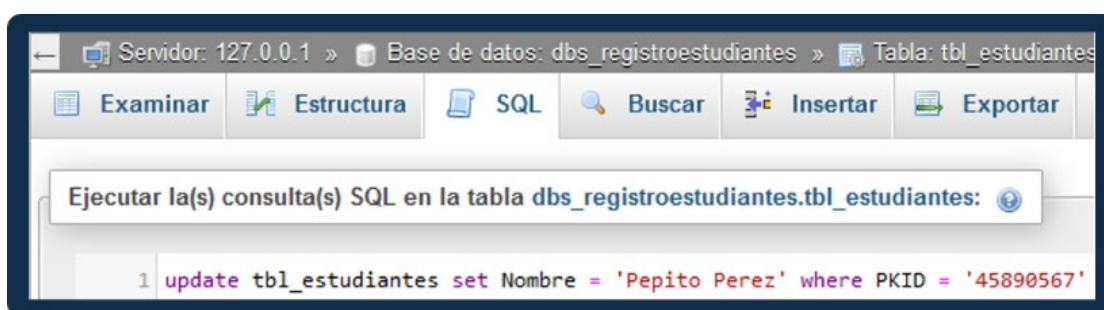 Servidor: 127.0.0.1 » Base de datos: dbs_registroestudiantes » Tabla: tbl_estudiantes
Examinar Estructura SQL Buscar Insertar Exportar
Ejecutar la(s) consulta(s) SQL en la tabla dbs_registroestudiantes.tbl_estudiantes:
1 update tbl_estudiantes set Nombre = 'Pepito Perez' where PKID = '45890567'